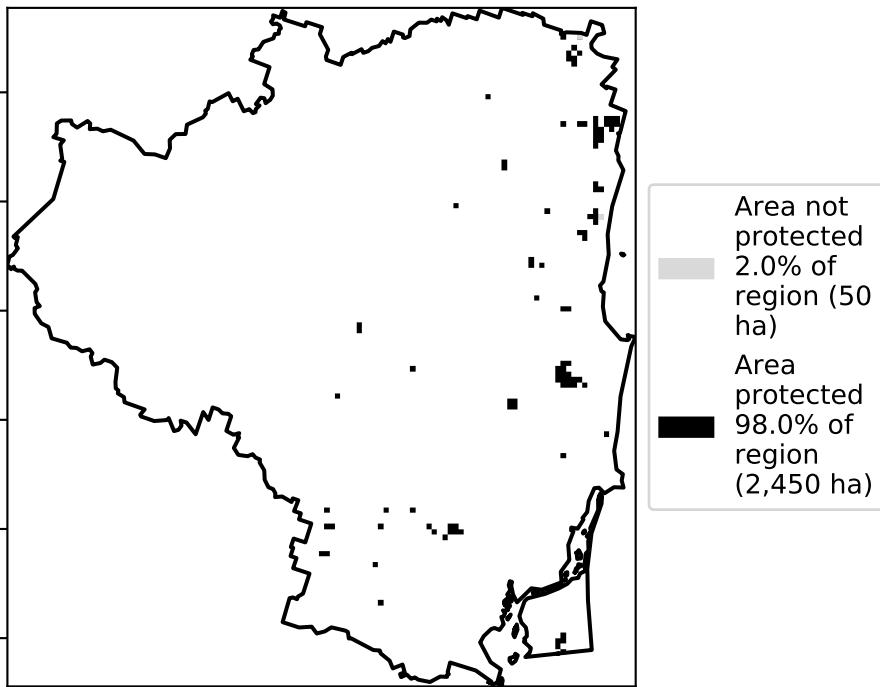 Area not
protected
2.0% of
region (50
ha)
Area
protected
98.0% of
region
(2,450 ha)